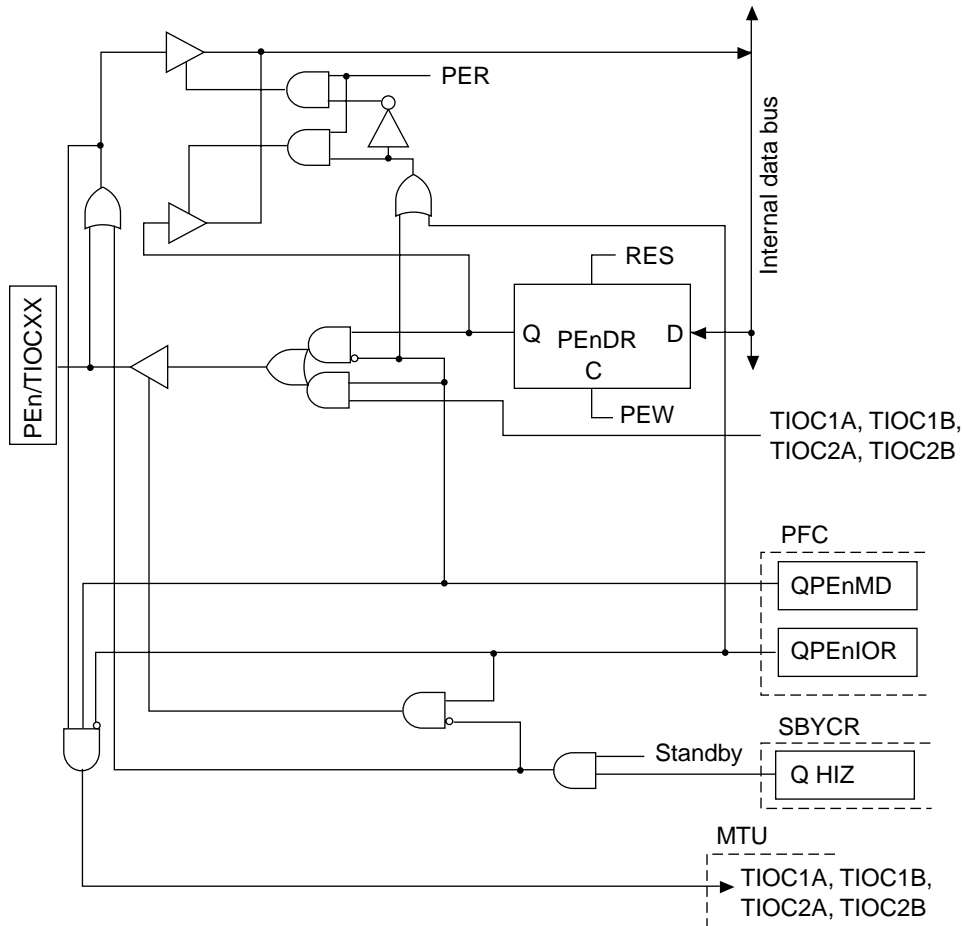 PER
Internal data bus
RES
Q PEnDR D
C
PEW
PEn/TIOCXX
TIOC1A, TIOC1B,
TIOC2A, TIOC2B
PFC
QPEnMD
QPEnIOR
SBYCR
Standby
Q HIZ
MTU
TIOC1A, TIOC1B,
TIOC2A, TIOC2B